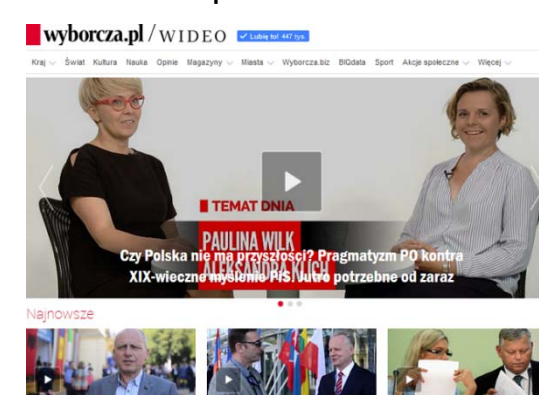 wyborcza.pl / WIDEO Lubię to! 447 tys.
Kraj Świat Kultura Nauka Opinie Magazyny Miasta Wyborcza.biz BIQdata Sport Akcje społeczne Więcej
TEMAT DNIA
PAULINA WILK
ALEKSANDRA KLICH
Czy Polska nie ma przyszłości? Pragmatyzm PO kontra
XIX-wieczne myślenie PiS. Jutro potrzebne od zaraz
Najnowsze